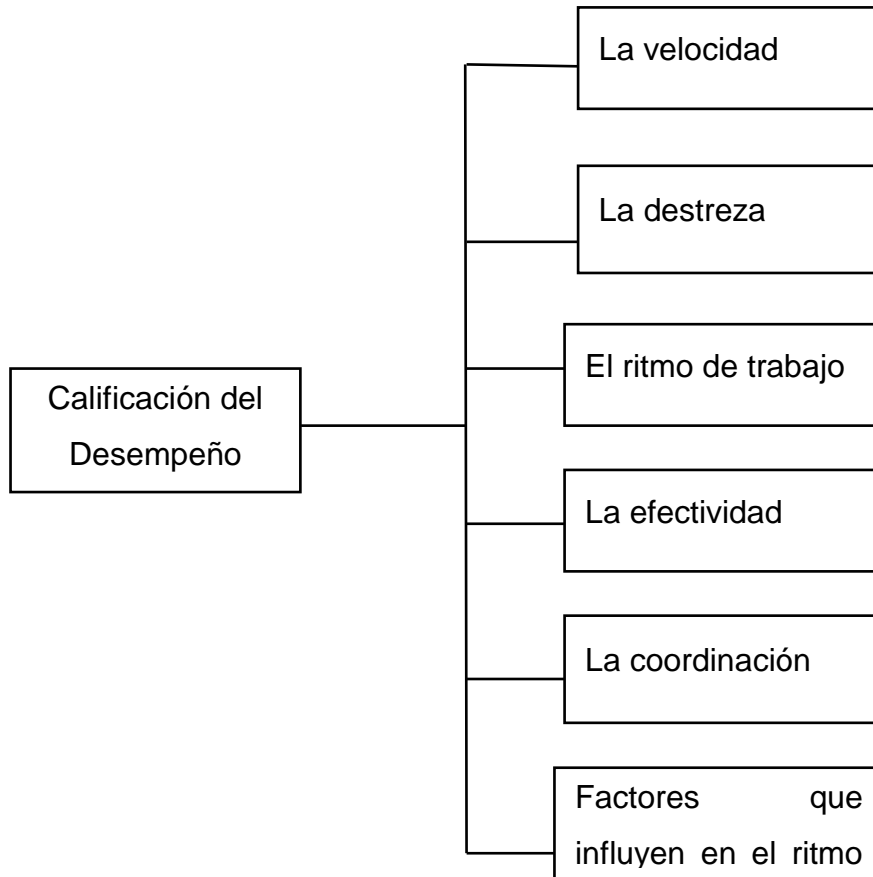 La velocidad
La destreza
El ritmo de trabajo
Calificación del
Desempeño
La efectividad
La coordinación
Factores que
influyen en el ritmo